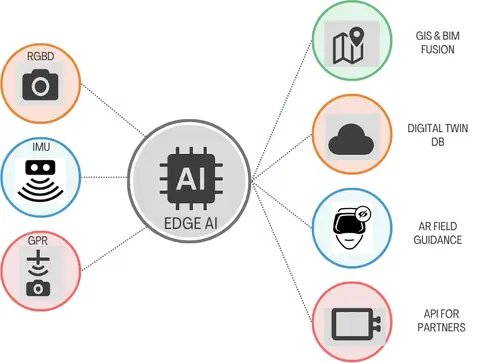 RGBD
IMU
GPR
AI
EDGE AI
GIS & BIM
FUSION
DIGITAL TWIN
DB
AR FIELD
GUIDANCE
API FOR
PARTNERS